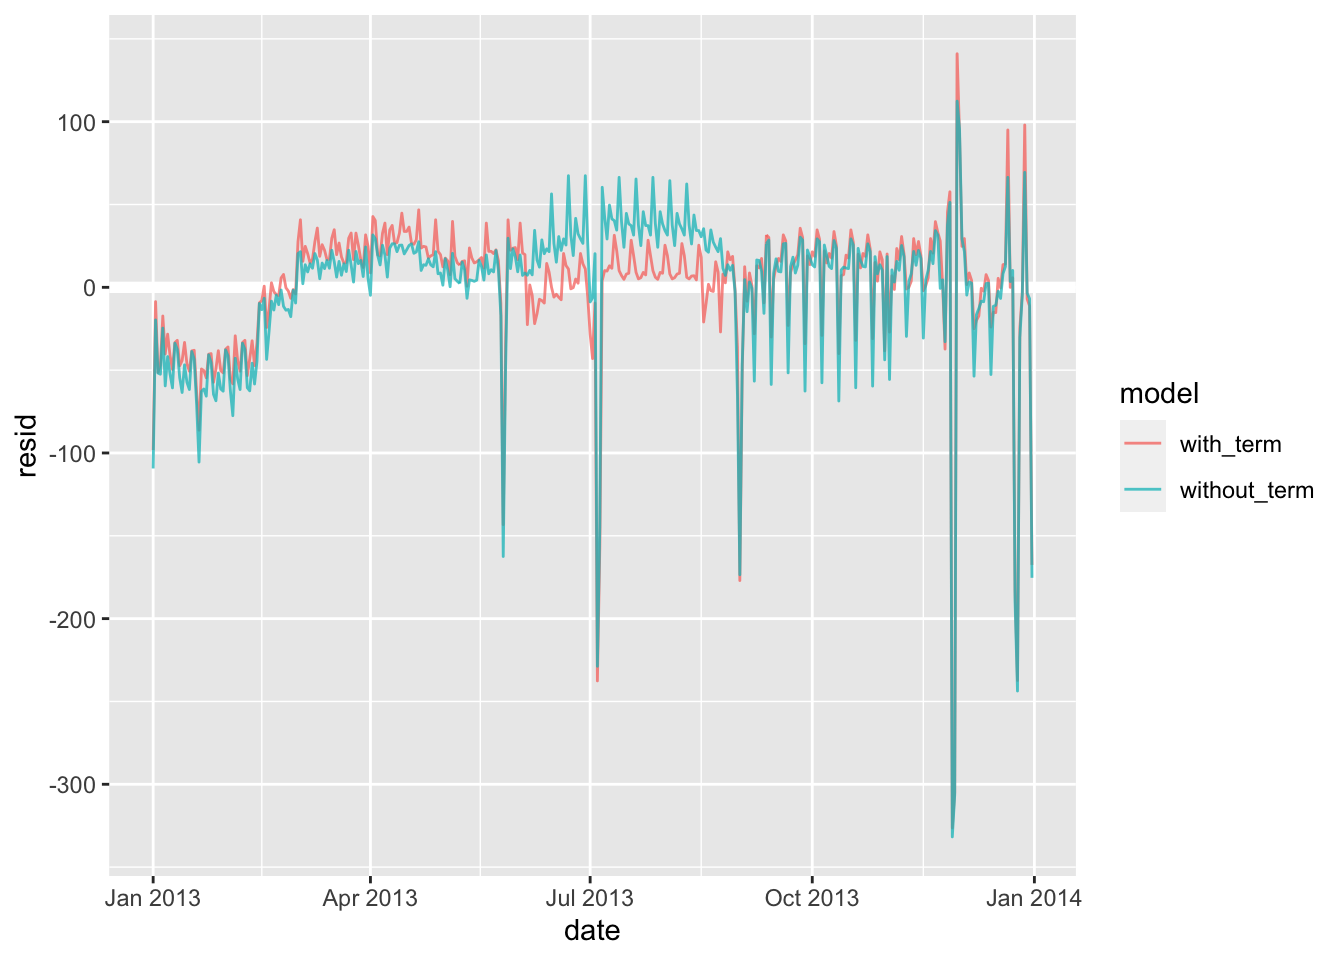 100
0
-100
-200
-300
resid
Jan 2013
Apr 2013
Jul 2013
Oct 2013
Jan 2014
date
model
with_term
without_term